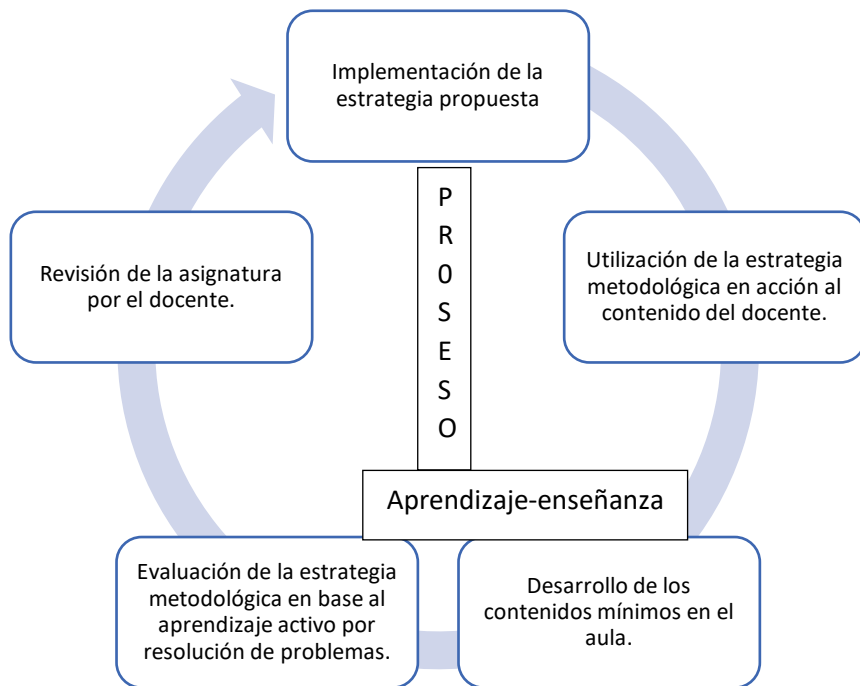 Implementación de la
estrategia propuesta
Utilización de la estrategia
metodológica en acción al
contenido del docente.
Desarrollo de los
contenidos mínimos en el
aula.
Evaluación de la estrategia
metodológica en base al
aprendizaje activo por
resolución de problemas.
Revisión de la asignatura
por el docente.
P
R
0
S
E
S
O
Aprendizaje-enseñanza